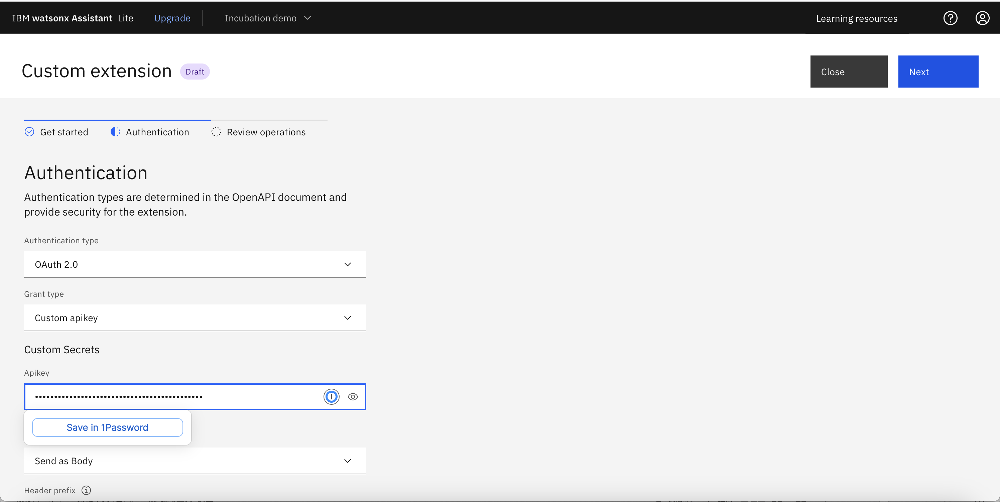 IBM watsonx Assistant Lite Upgrade Incubation demo Learning resources
Custom extension Draft Close Next
Get started Authentication Review operations
Authentication
Authentication types are determined in the OpenAPI document and
provide security for the extension.
Authentication type
OAuth 2.0
Grant type
Custom apikey
Custom Secrets
Apikey
••••••••••••••••••••••••••••••••••••••••••••
Save in 1Password
Send as Body
Header prefix